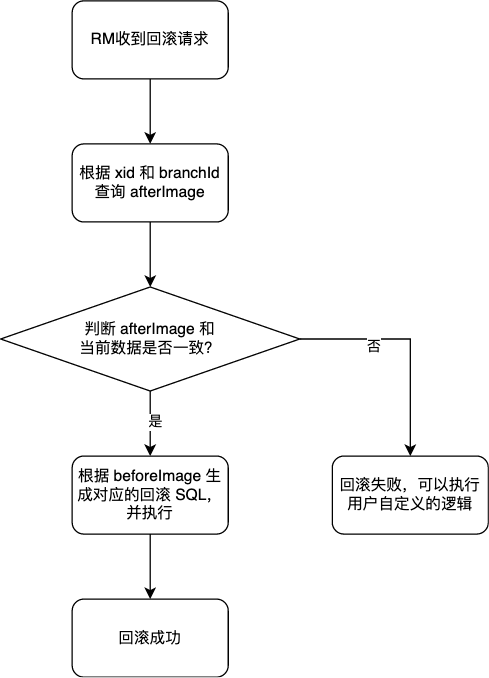 RM收到回滚请求
根据 xid 和 branchId
查询 afterImage
判断 afterImage 和
当前数据是否一致?
否
是
根据 beforeImage 生
成对应的回滚 SQL，
并执行
回滚失败，可以执行
用户自定义的逻辑
回滚成功